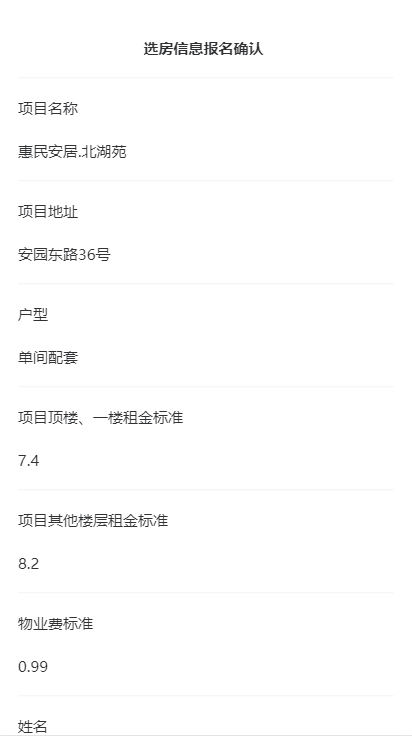 选房信息报名确认
项目名称
惠民安居.北湖苑
项目地址
安园东路36号
户型
单间配套
项目顶楼、一楼租金标准
7.4
项目其他楼层租金标准
8.2
物业费标准
0.99
姓名